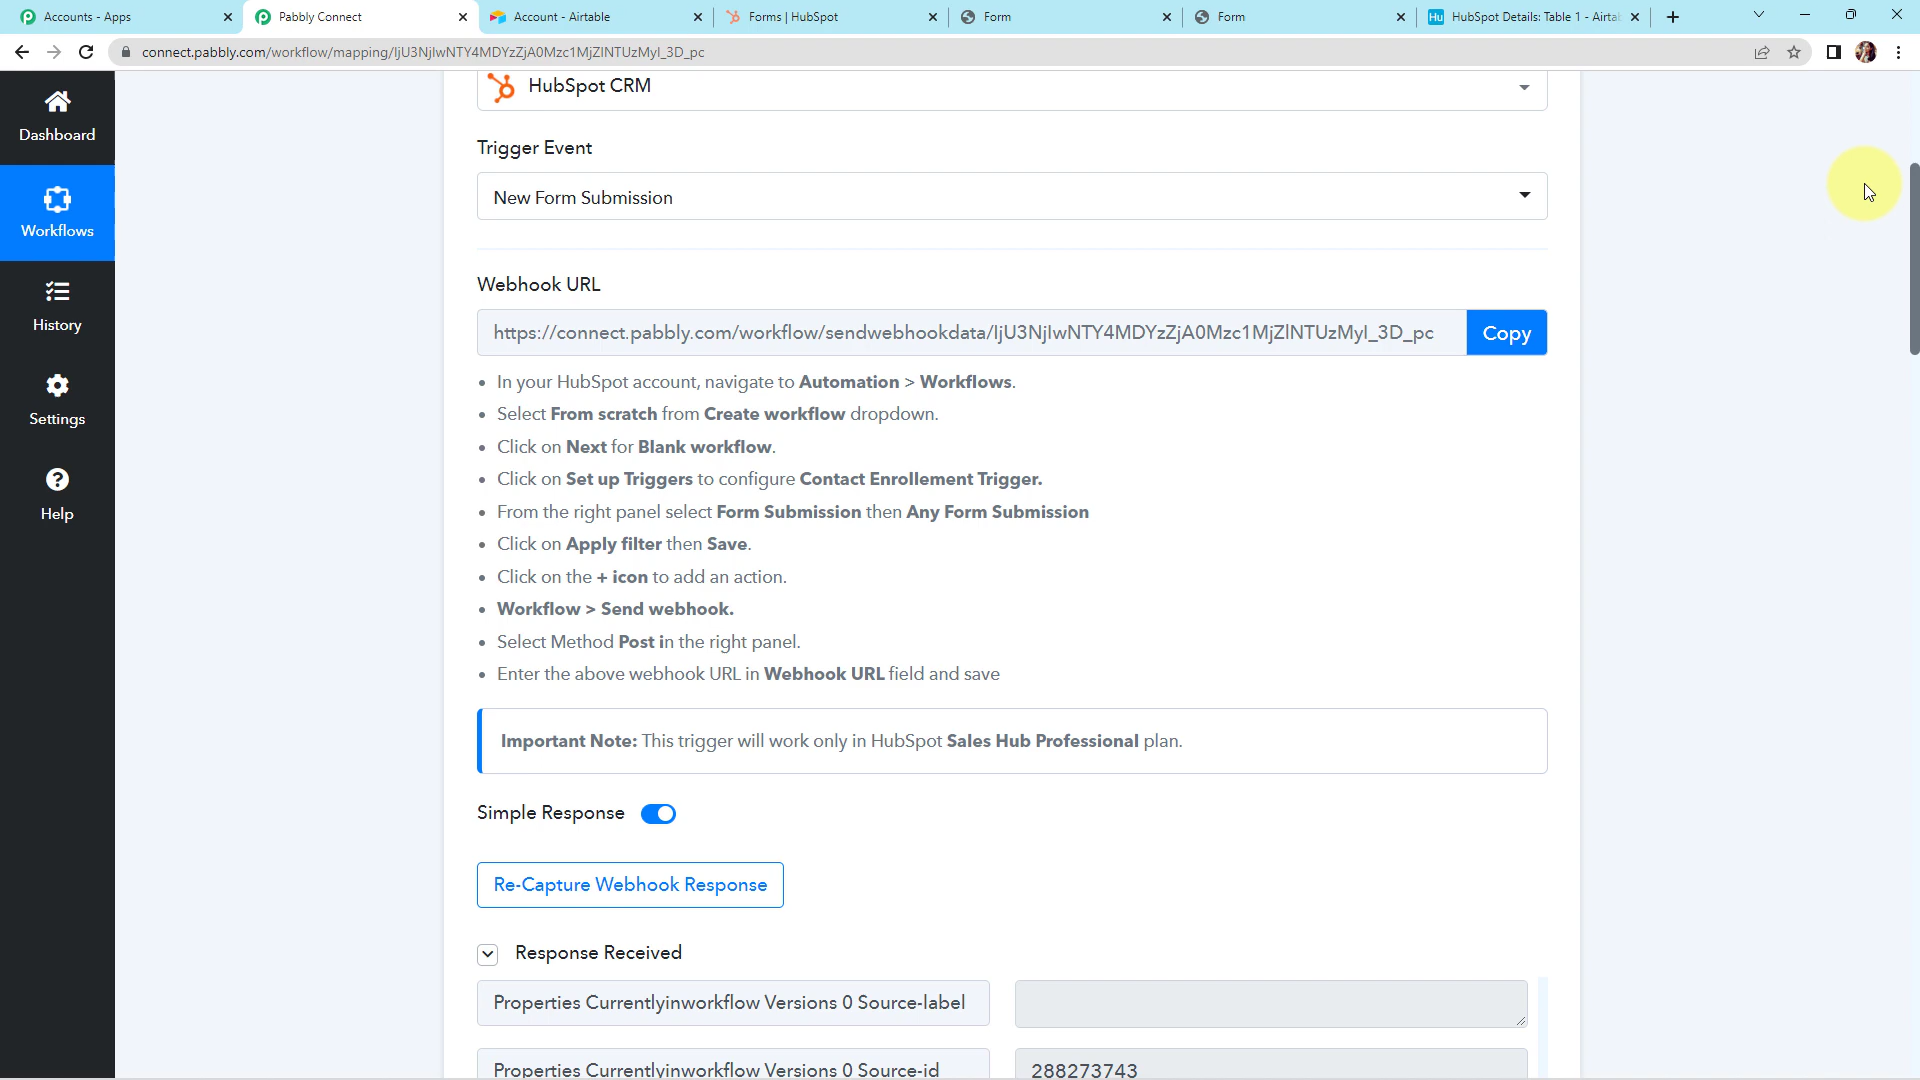 Accounts - Apps
Pabbly Connect
Account - Airtable
Forms | HubSpot
Form
Form
Hu HubSpot Details: Table 1 - Airtab
connect.pabbly.com/workflow/mapping/IjU3NjIwNTY4MDYzZjA0Mzc1MjZlNTUzMyI_3D_pc
Dashboard
Workflows
History
Settings
Help
HubSpot CRM
Trigger Event
New Form Submission
Webhook URL
https://connect.pabbly.com/workflow/sendwebhookdata/IjU3NjIwNTY4MDYzZjA0Mzc1MjZlNTUzMyI_3D_pc
Copy
In your HubSpot account, navigate to Automation > Workflows.
Select From scratch from Create workflow dropdown.
Click on Next for Blank workflow.
Click on Set up Triggers to configure Contact Enrollement Trigger.
From the right panel select Form Submission then Any Form Submission
Click on Apply filter then Save.
Click on the + icon to add an action.
Workflow > Send webhook.
Select Method Post in the right panel.
Enter the above webhook URL in Webhook URL field and save
Important Note: This trigger will work only in HubSpot Sales Hub Professional plan.
Simple Response
Re-Capture Webhook Response
Response Received
Properties Currentlyinworkflow Versions 0 Source-label
Properties Currentlyinworkflow Versions 0 Source-id
288273743